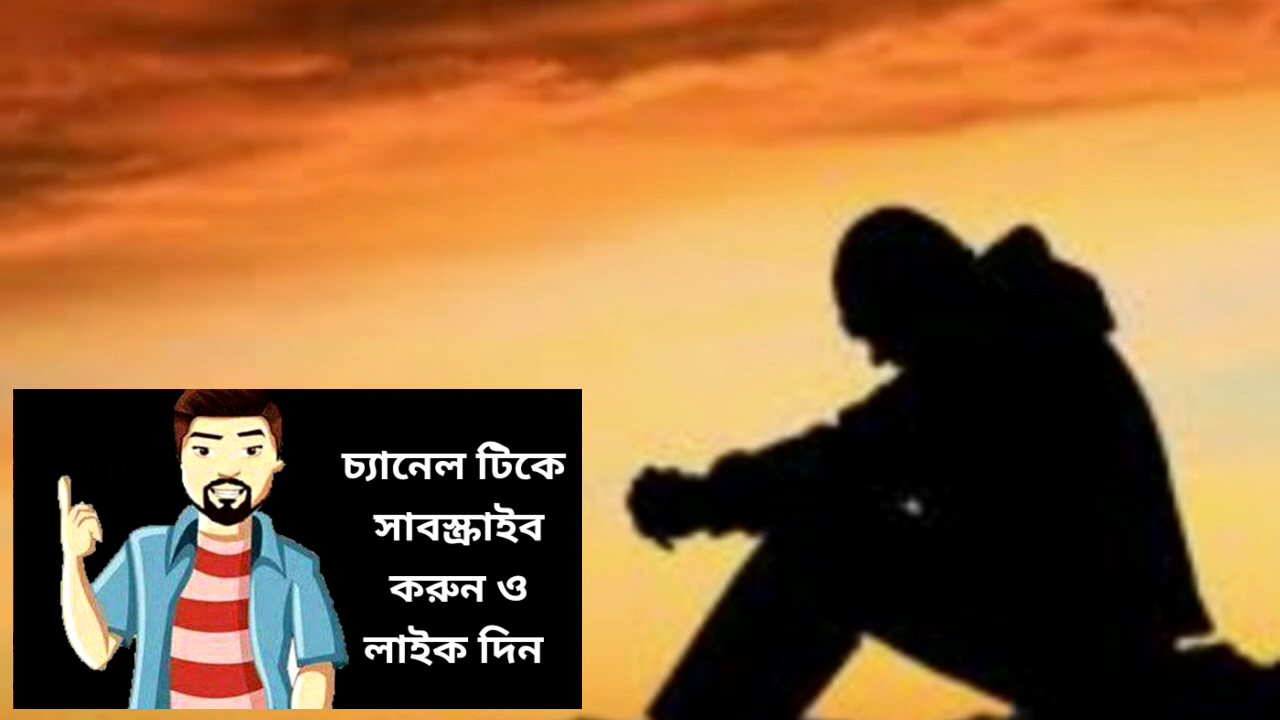 চ্যানেল টিকে
সাবস্ক্রাইব
করুন ও
লাইক দিন